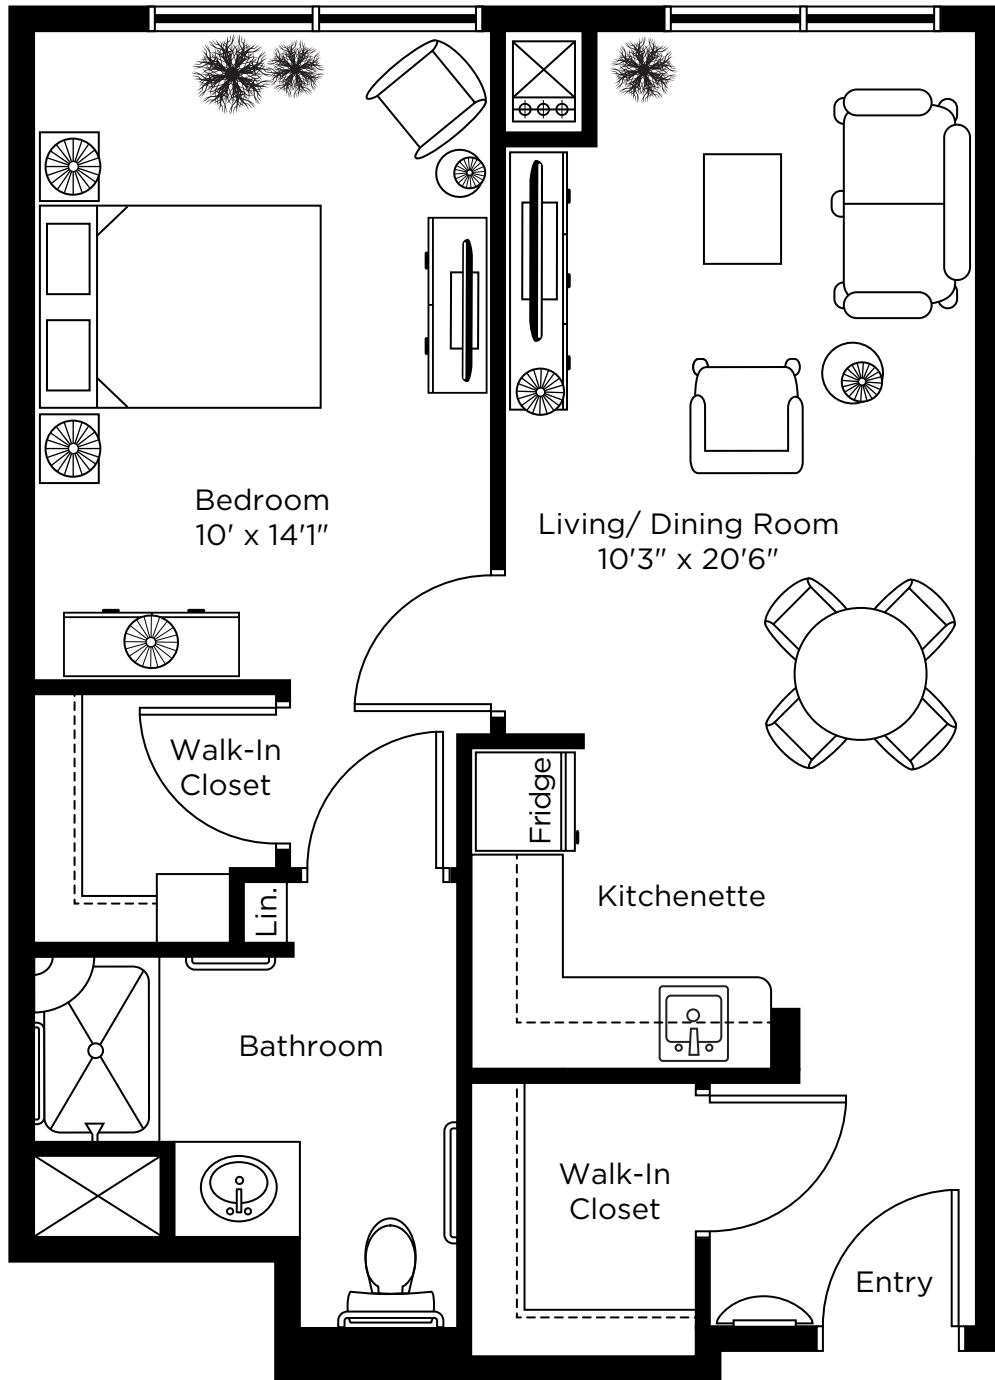 Bedroom
10' x 14'1"
Living/ Dining Room
10'3" x 20'6"
Walk-In
Closet
Fridge
Lin.
Kitchenette
Bathroom
Walk-In
Closet
Entry